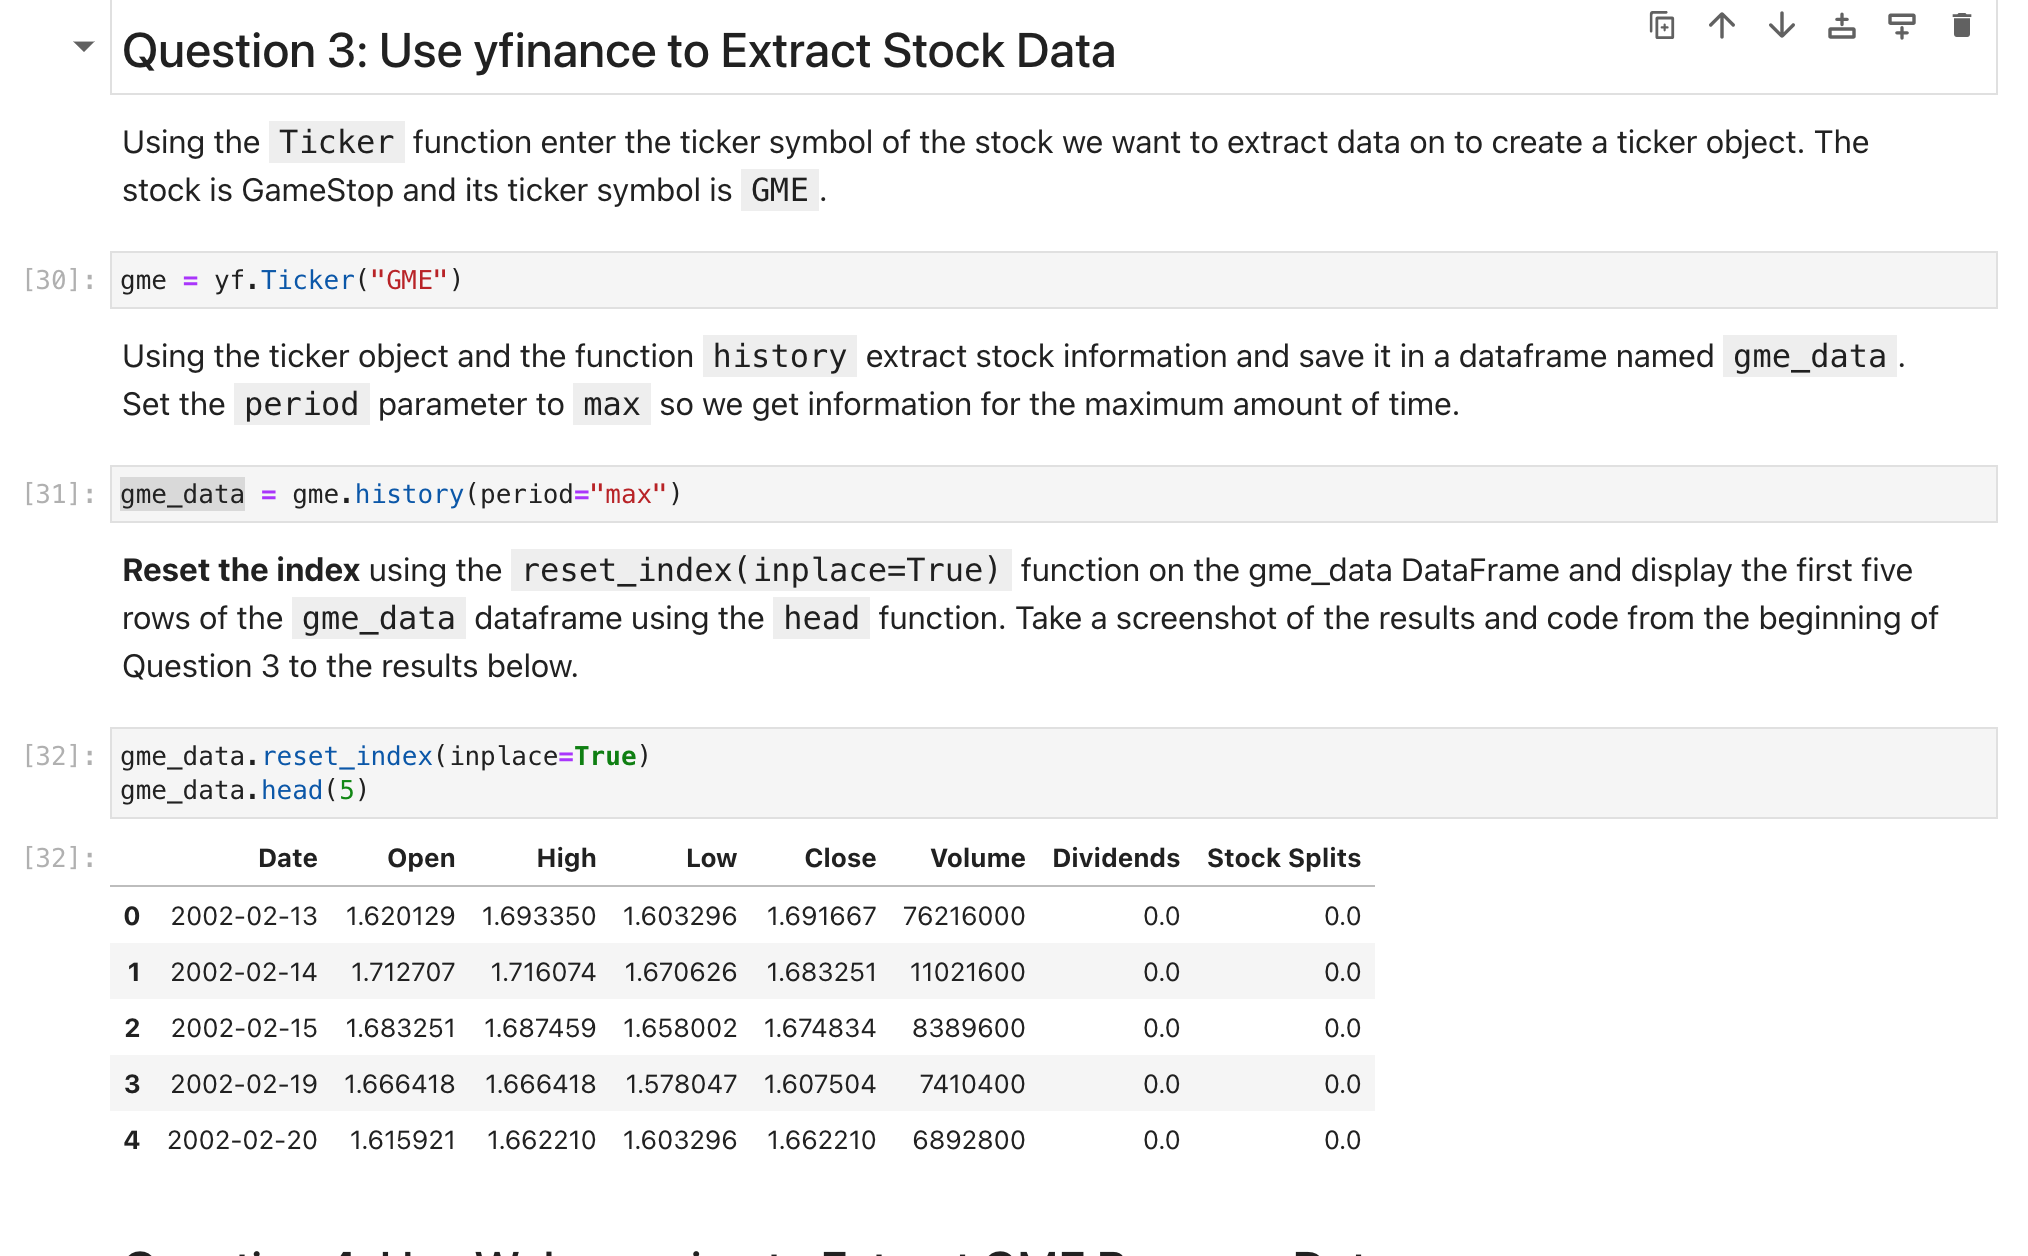 Question 3: Use yfinance to Extract Stock Data
Using the Ticker function enter the ticker symbol of the stock we want to extract data on to create a ticker object. The
stock is GameStop and its ticker symbol is GME .
[30]: gme = yf.Ticker("GME")
Using the ticker object and the function history extract stock information and save it in a dataframe named gme_data .
Set the period parameter to max so we get information for the maximum amount of time.
[31]: gme_data = gme.history(period="max")
Reset the index using the reset_index(inplace=True) function on the gme_data DataFrame and display the first five
rows of the gme_data dataframe using the head function. Take a screenshot of the results and code from the beginning of
Question 3 to the results below.
[32]: gme_data.reset_index(inplace=True)
gme_data.head(5)
[32]: Date Open High Low Close Volume Dividends Stock Splits
0 2002-02-13 1.620129 1.693350 1.603296 1.691667 76216000 0.0 0.0
1 2002-02-14 1.712707 1.716074 1.670626 1.683251 11021600 0.0 0.0
2 2002-02-15 1.683251 1.687459 1.658002 1.674834 8389600 0.0 0.0
3 2002-02-19 1.666418 1.666418 1.578047 1.607504 7410400 0.0 0.0
4 2002-02-20 1.615921 1.662210 1.603296 1.662210 6892800 0.0 0.0